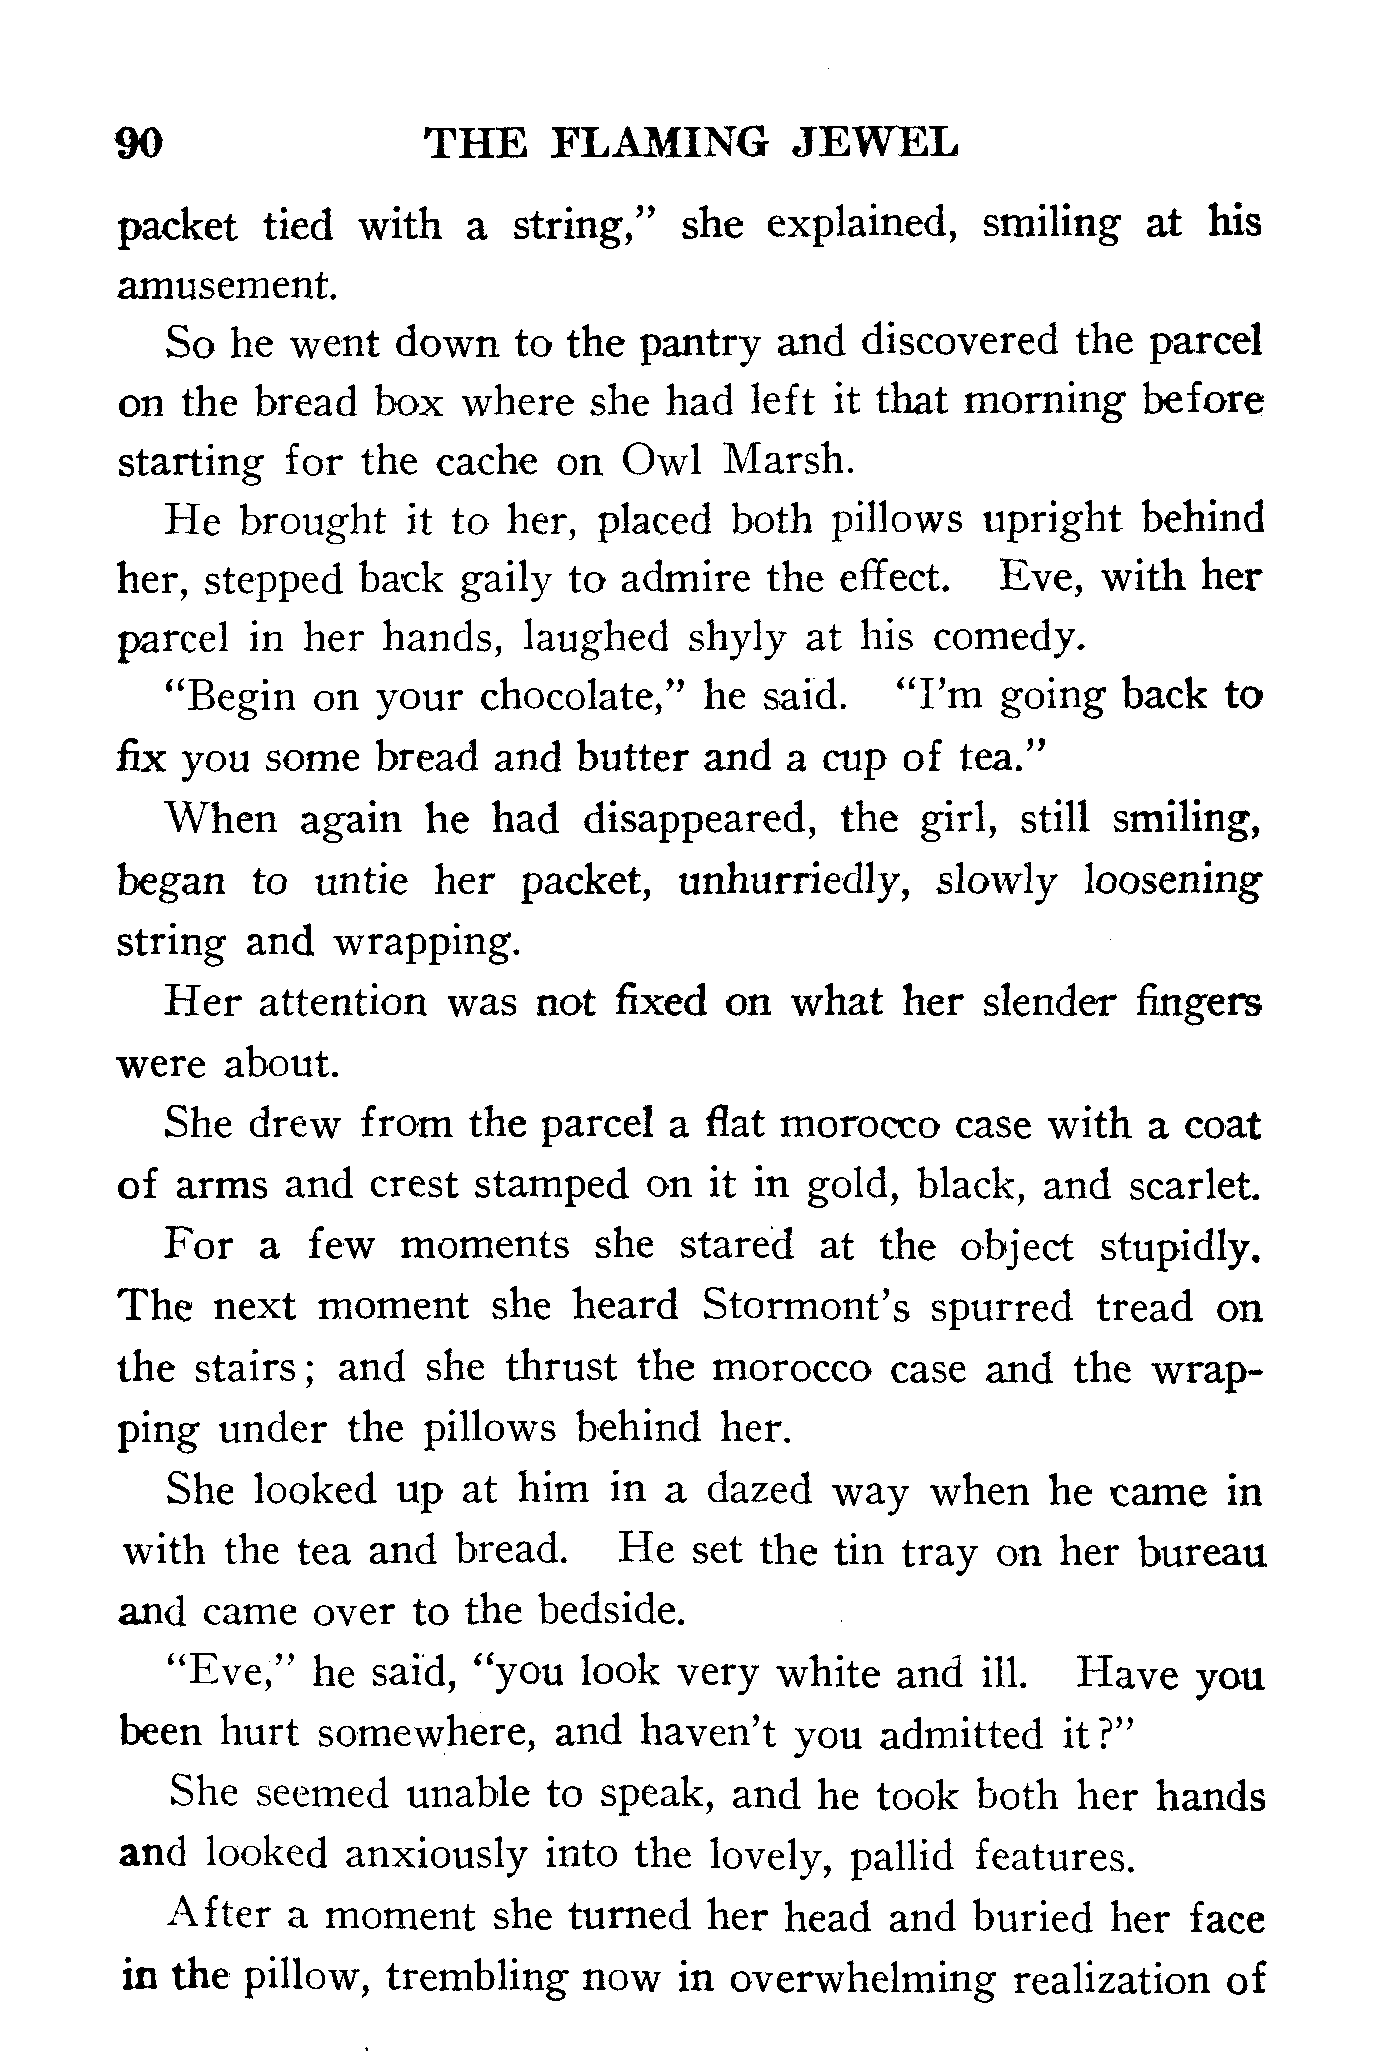 90 THE FLAMING JEWEL
packet tied with a string,” she explained, smiling at his
amusement.
So he went down to the pantry and discovered the parcel
on the bread box where she had left it that morning before
starting for the cache on Owl Marsh.
He brought it to her, placed both pillows upright behind
her, stepped back gaily to admire the effect. Eve, with her
parcel in her hands, laughed shyly at his comedy.
“Begin on your chocolate,” he said. “I’m going back to
fix you some bread and butter and a cup of tea.”
When again he had disappeared, the girl, still smiling,
began to untie her packet, unhurriedly, slowly loosening
string and wrapping.
Her attention was not fixed on what her slender fingers
were about.
She drew from the parcel a flat morocco case with a coat
of arms and crest stamped on it in gold, black, and scarlet.
For a few moments she stared at the object stupidly.
The next moment she heard Stormont’s spurred tread on
the stairs; and she thrust the morocco case and the wrap-
ping under the pillows behind her.
She looked up at him in a dazed way when he came in
with the tea and bread. He set the tin tray on her bureau
and came over to the bedside.
“Eve,” he said, “you look very white and ill. Have you
been hurt somewhere, and haven’t you admitted it?”
She seemed unable to speak, and he took both her hands
and looked anxiously into the lovely, pallid features.
After a moment she turned her head and buried her face
in the pillow, trembling now in overwhelming realization of